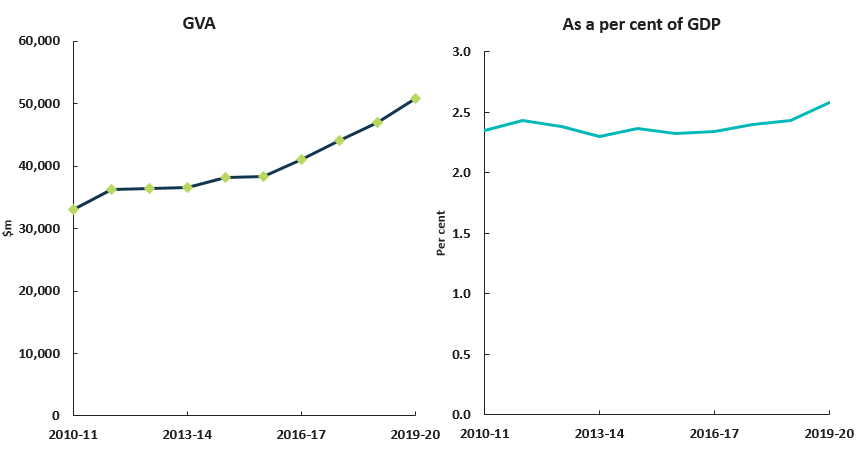 GVA
60,000
50,000
40,000
30,000
20,000
10,000
0
$m
2010-11 2013-14 2016-17 2019-20
As a per cent of GDP
3.0
2.5
2.0
1.5
1.0
0.5
0.0
Per cent
2010-11 2013-14 2016-17 2019-20